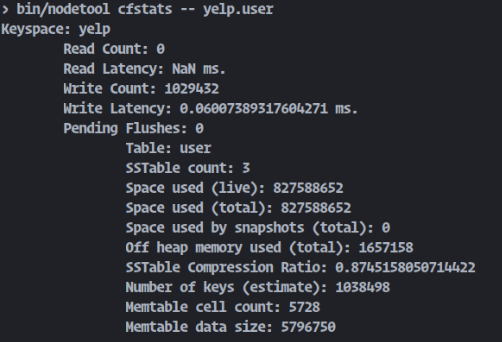 > bin/nodetool cfstats -- yelp.user
Keyspace: yelp
Read Count: 0
Read Latency: NaN ms.
Write Count: 1029432
Write Latency: 0.06007389317604271 ms.
Pending Flushes: 0
Table: user
SSTable count: 3
Space used (live): 827588652
Space used (total): 827588652
Space used by snapshots (total): 0
Off heap memory used (total): 1657158
SSTable Compression Ratio: 0.8745158050714422
Number of keys (estimate): 1038498
Memtable cell count: 5728
Memtable data size: 5796750